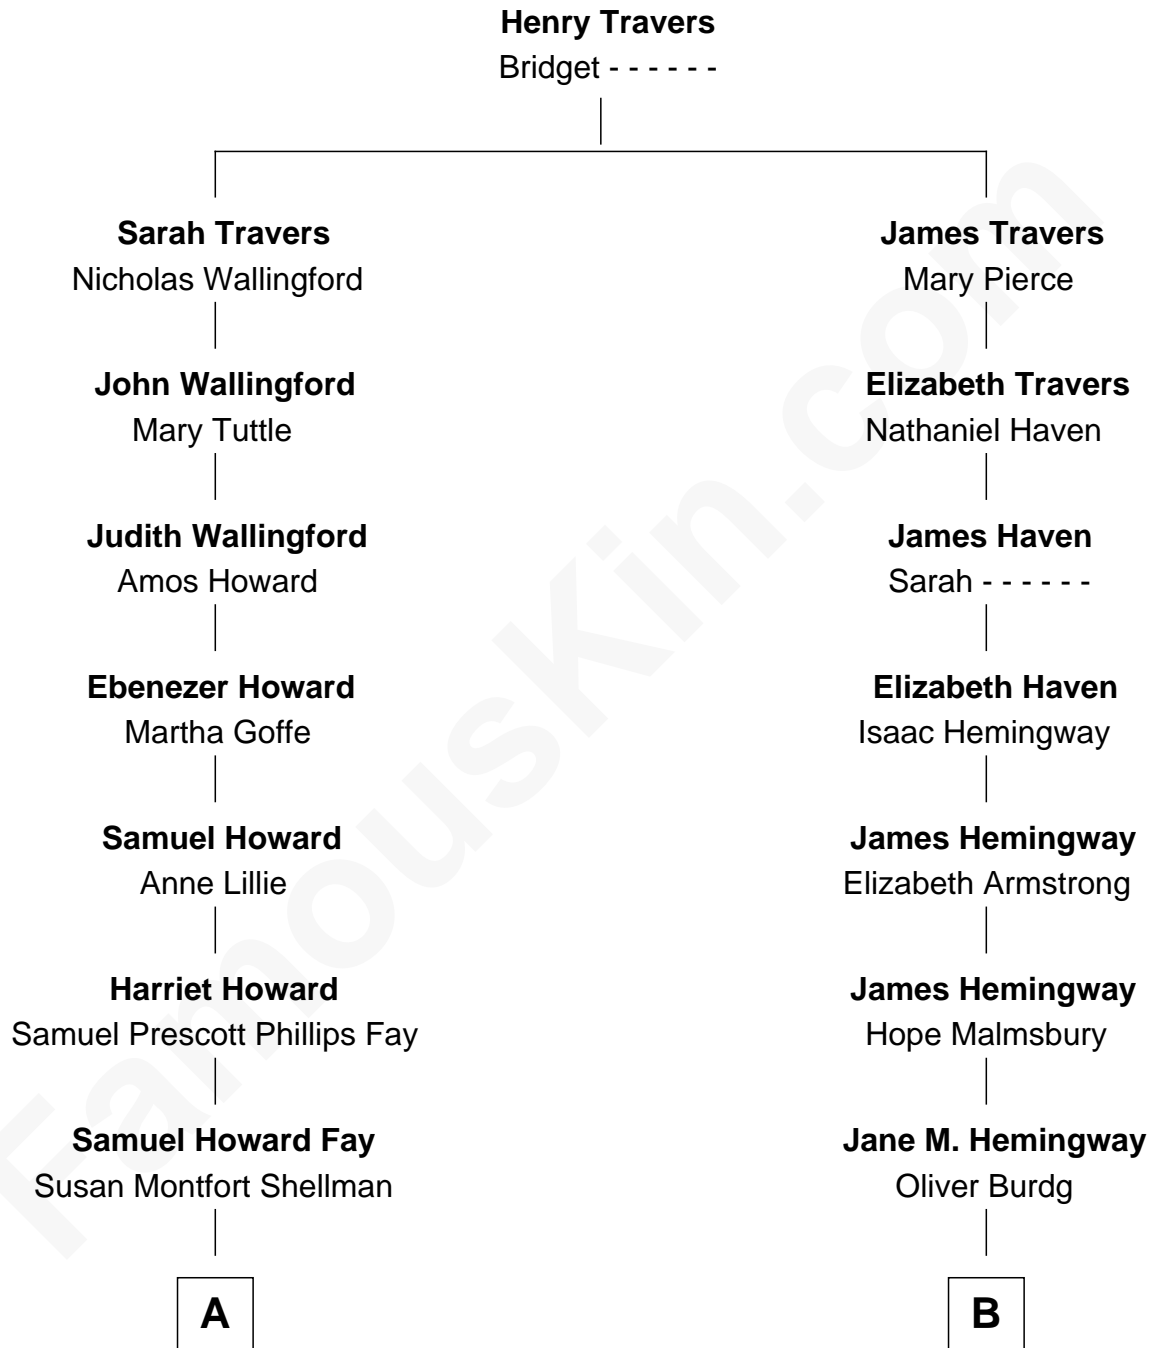 Henry Travers
Bridget - - - - - -
Sarah Travers
Nicholas Wallingford
James Travers
Mary Pierce
John Wallingford
Mary Tuttle
Elizabeth Travers
Nathaniel Haven
Judith Wallingford
Amos Howard
James Haven
Sarah - - - - - -
Ebenezer Howard
Martha Goffe
Elizabeth Haven
Isaac Hemingway
Samuel Howard
Anne Lillie
James Hemingway
Elizabeth Armstrong
Harriet Howard
Samuel Prescott Phillips Fay
James Hemingway
Hope Malmsbury
Samuel Howard Fay
Susan Montfort Shellman
Jane M. Hemingway
Oliver Burdg
A
B
FamousKin.com